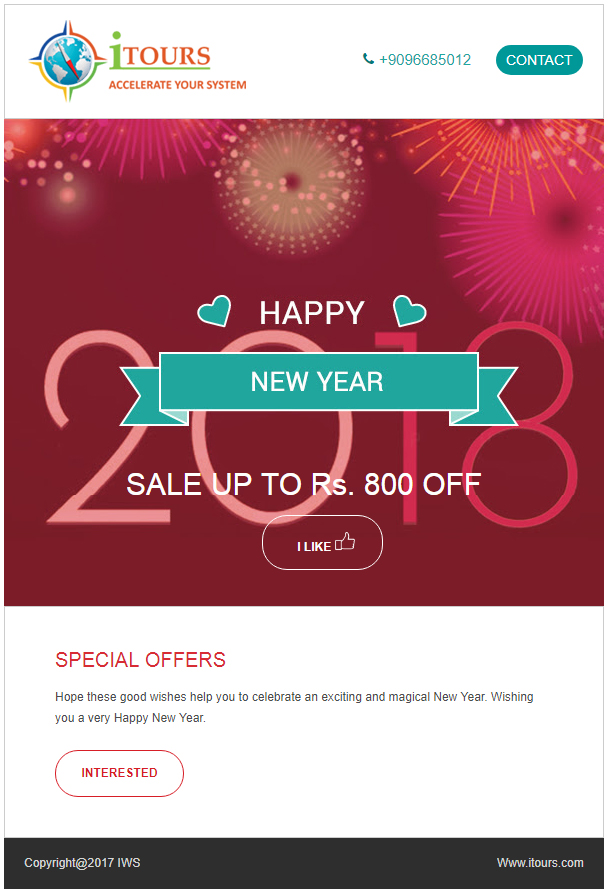 iTOURS
ACCELERATE YOUR SYSTEM
+9096685012
CONTACT
HAPPY
2018
NEW YEAR
SALE UP TO Rs. 800 OFF
I LIKE
SPECIAL OFFERS
Hope these good wishes help you to celebrate an exciting and magical New Year. Wishing
you a very Happy New Year.
INTERESTED
Copyright@2017 IWS
Www.itours.com